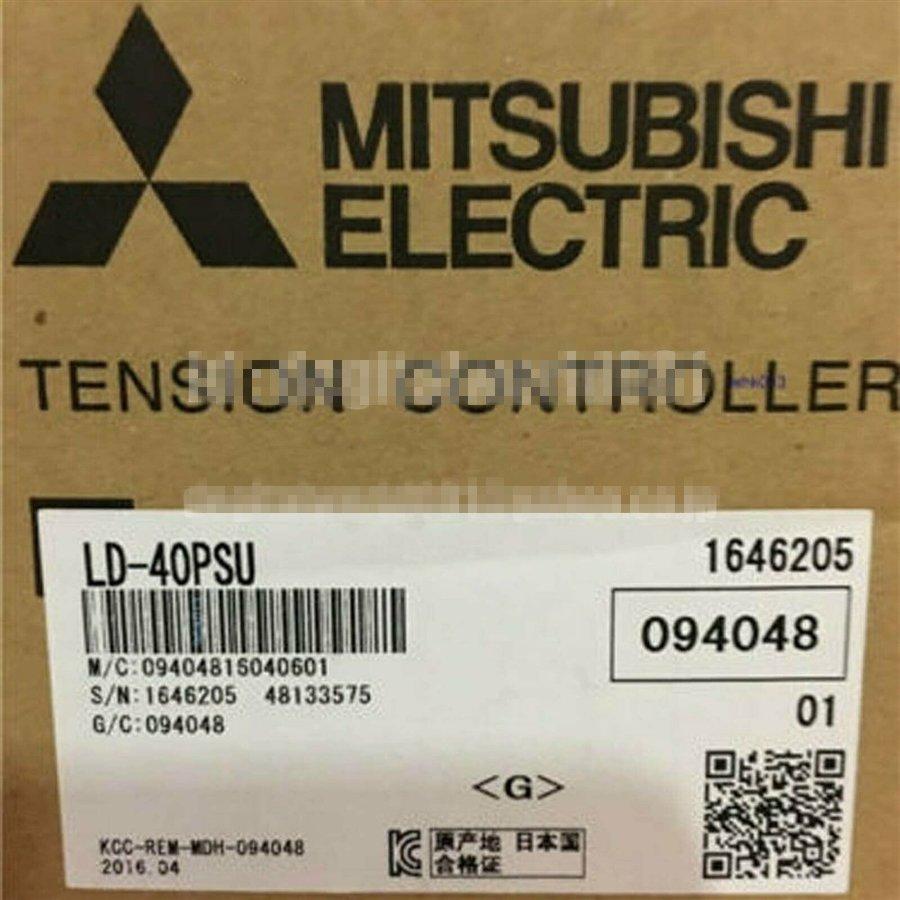 MITSUBISHI
ELECTRIC
TENSION CONTROLLER
LD-40PSU
1646205
094048
M/C:09404815040601
S/N:1646205 48133575
G/C:094048
01
<G>
KCC-REM-MDH-094048
2016.04
原产地 日本国
合格证